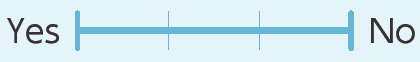 Yes No